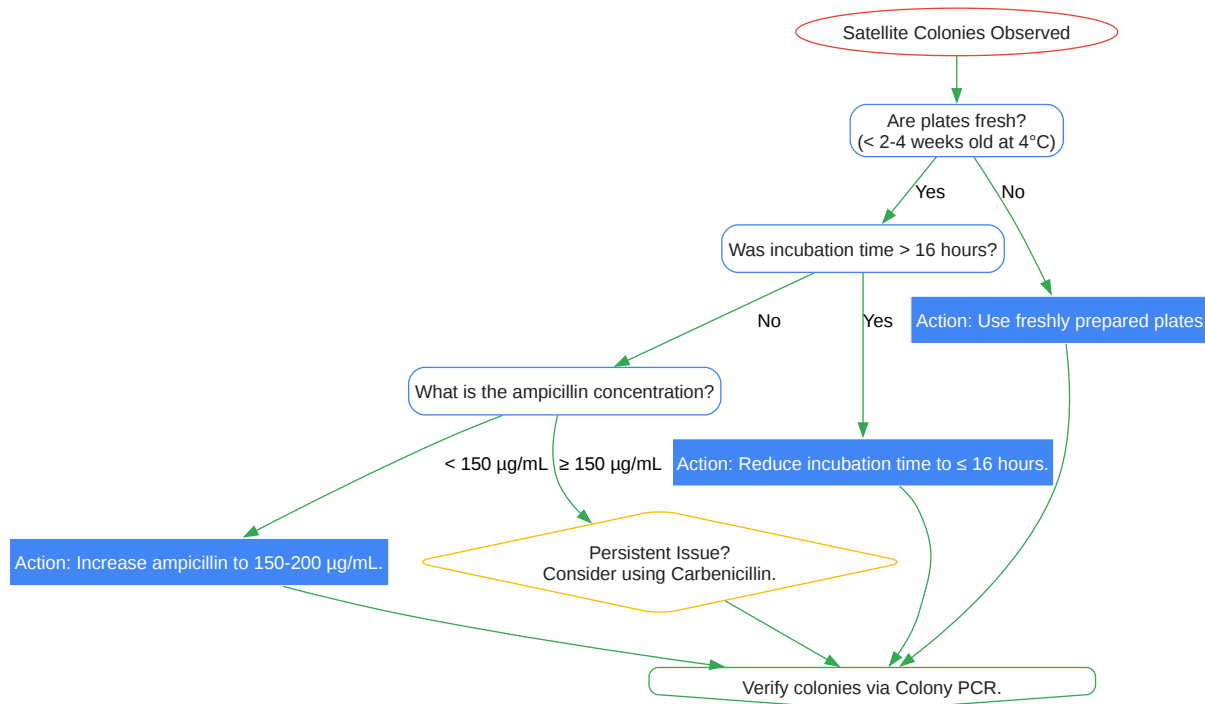 Satellite Colonies Observed
Are plates fresh?
(< 2-4 weeks old at 4°C)
Yes
No
Was incubation time > 16 hours?
No
Yes
Action: Use freshly prepared plates
What is the ampicillin concentration?
< 150 µg/mL
≥ 150 µg/mL
Action: Reduce incubation time to ≤ 16 hours.
Action: Increase ampicillin to 150-200 µg/mL.
Persistent Issue?
Consider using Carbenicillin.
Verify colonies via Colony PCR.